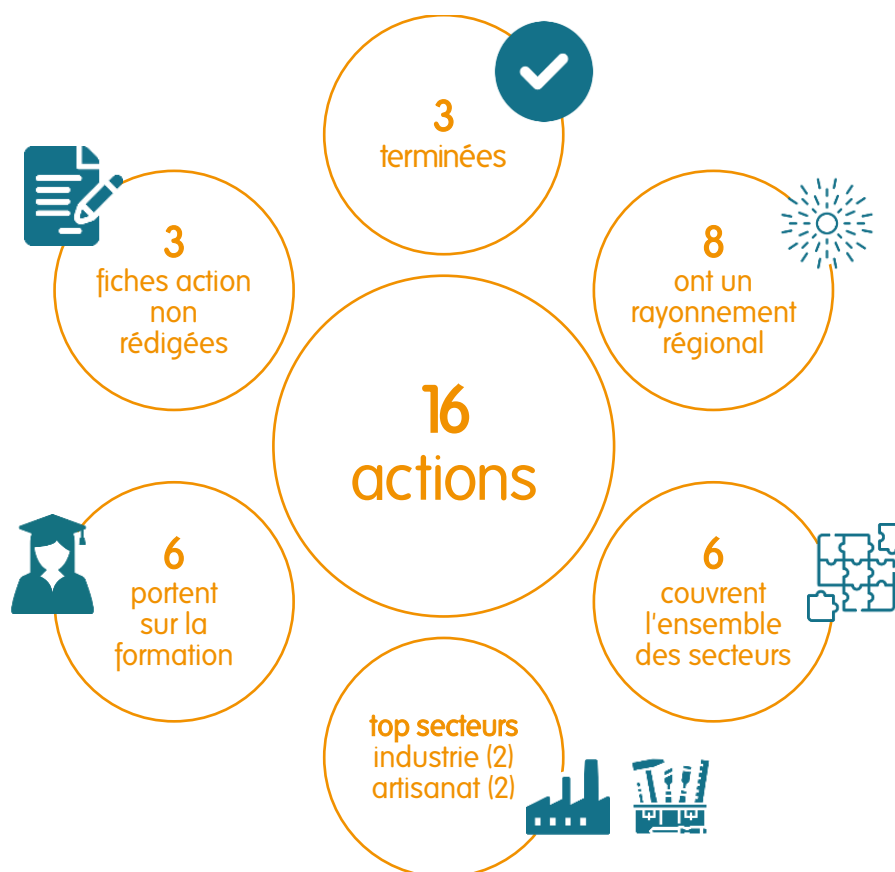 3
terminées
3
fiches action
non
rédigées
8
ont un
rayonnement
régional
16
actions
6
portent
sur la
formation
6
couvrent
l'ensemble
des secteurs
top secteurs
industrie (2)
artisanat (2)